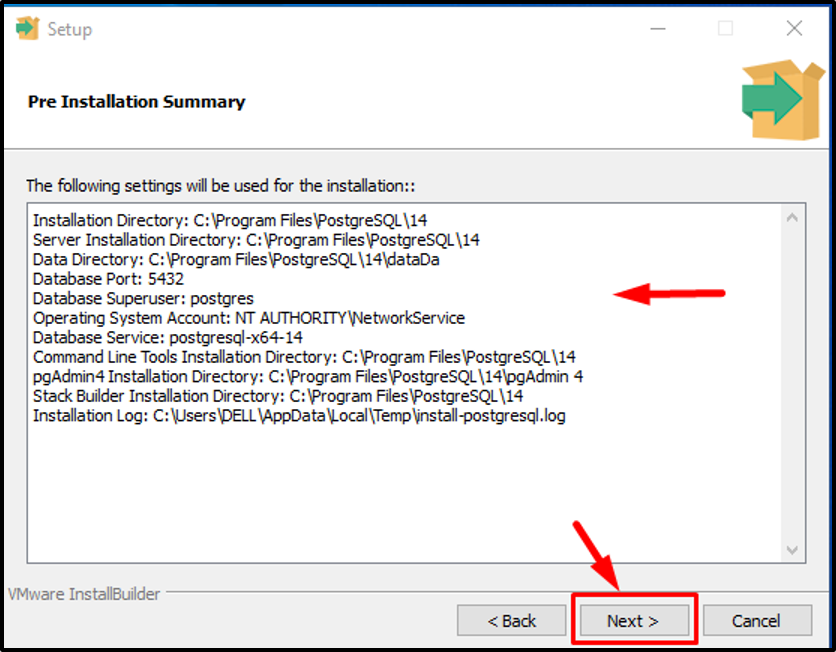 Setup
Pre Installation Summary
The following settings will be used for the installation::
Installation Directory: C:\Program Files\PostgreSQL\14
Server Installation Directory: C:\Program Files\PostgreSQL\14
Data Directory: C:\Program Files\PostgreSQL\14\dataDa
Database Port: 5432
Database Superuser: postgres
Operating System Account: NT AUTHORITY\NetworkService
Database Service: postgresql-x64-14
Command Line Tools Installation Directory: C:\Program Files\PostgreSQL\14
pgAdmin4 Installation Directory: C:\Program Files\PostgreSQL\14\pgAdmin 4
Stack Builder Installation Directory: C:\Program Files\PostgreSQL\14
Installation Log: C:\Users\DELL\AppData\Local\Temp\install-postgresql.log
VMware InstallBuilder
< Back Next > Cancel